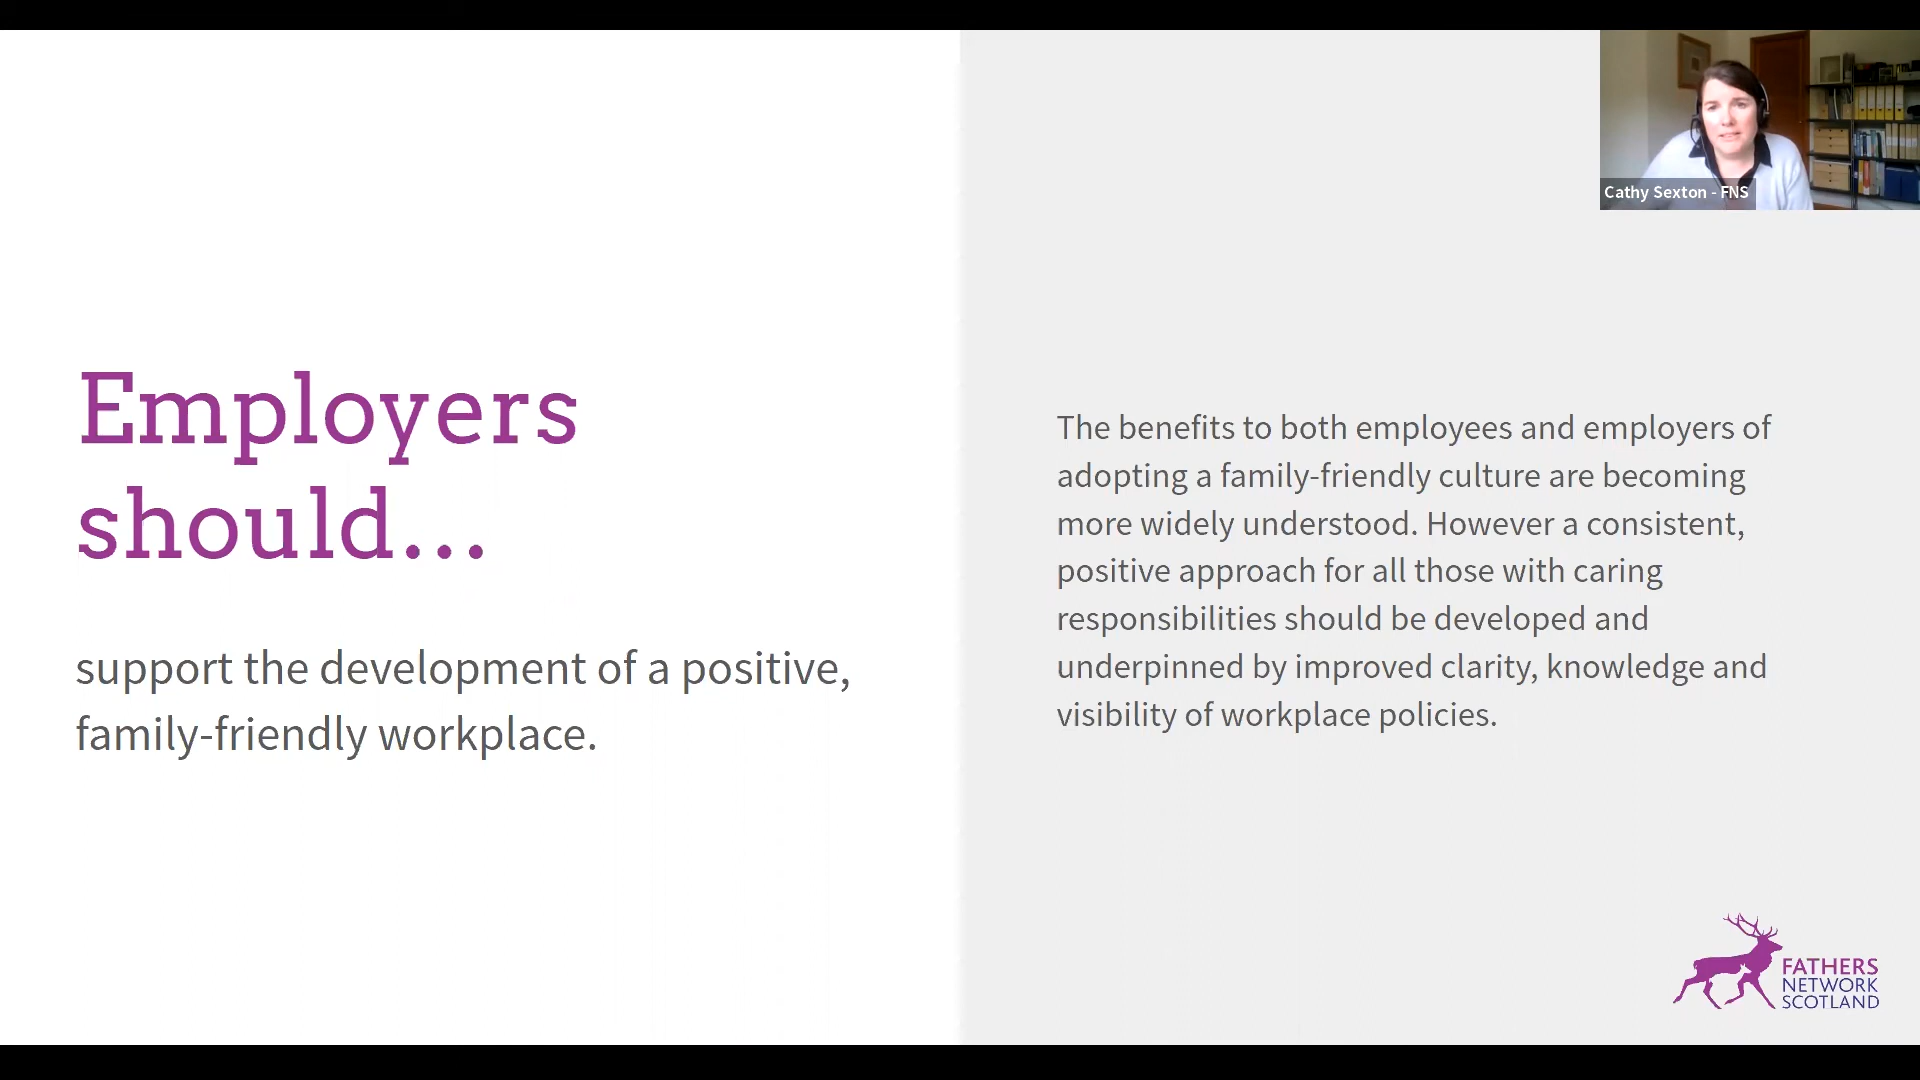 Employers
should...
support the development of a positive,
family-friendly workplace.
The benefits to both employees and employers of
adopting a family-friendly culture are becoming
more widely understood. However a consistent,
positive approach for all those with caring
responsibilities should be developed and
underpinned by improved clarity, knowledge and
visibility of workplace policies.
Cathy Sexton - FNS
FATHERS
NETWORK
SCOTLAND